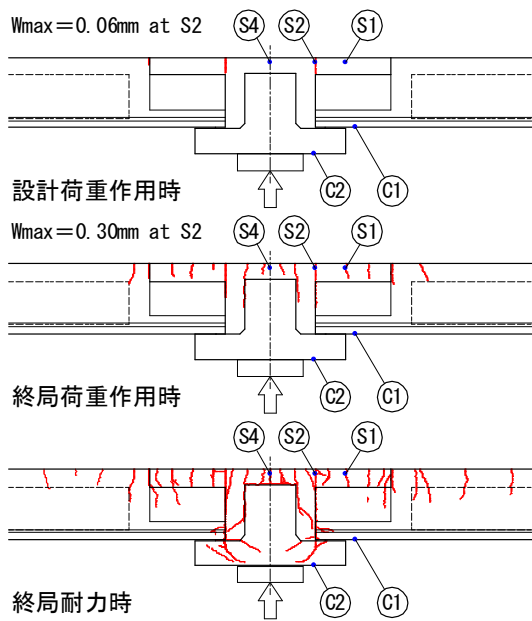 Wmax＝0.06mm at S2
S4 S2 S1
C2 C1
設計荷重作用時
Wmax＝0.30mm at S2
S4 S2 S1
C2 C1
終局荷重作用時
S4 S2 S1
C2 C1
終局耐力時